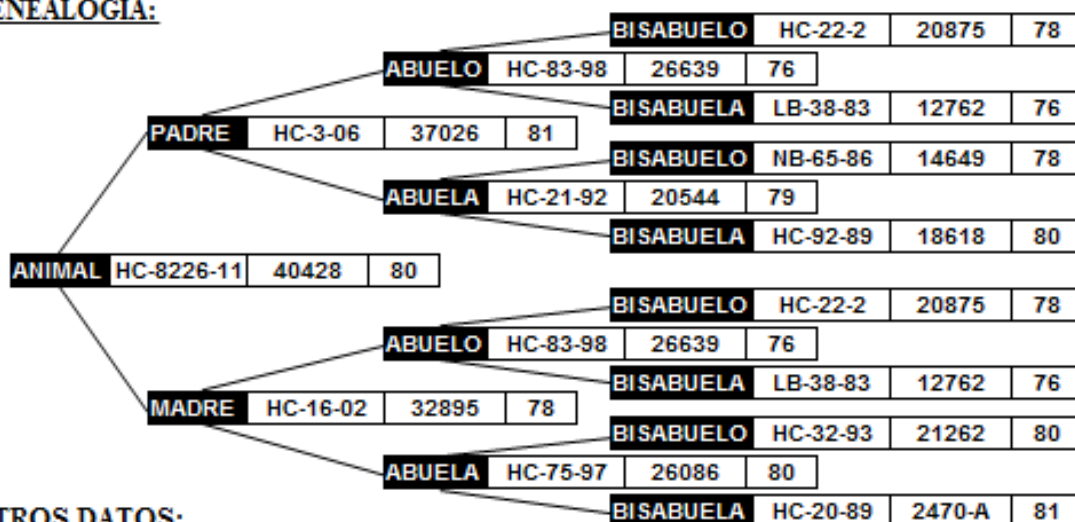 ENEALOGÍA:
BISABUELO HC-22-2 20875 78
ABUELO HC-83-98 26639 76
BISABUELA LB-38-83 12762 76
PADRE HC-3-06 37026 81
BISABUELO NB-65-86 14649 78
ABUELA HC-21-92 20544 79
BISABUELA HC-92-89 18618 80
ANIMAL HC-8226-11 40428 80
BISABUELO HC-22-2 20875 78
ABUELO HC-83-98 26639 76
BISABUELA LB-38-83 12762 76
MADRE HC-16-02 32895 78
BISABUELO HC-32-93 21262 80
ABUELA HC-75-97 26086 80
BISABUELA HC-20-89 2470-A 81
TROS DATOS: